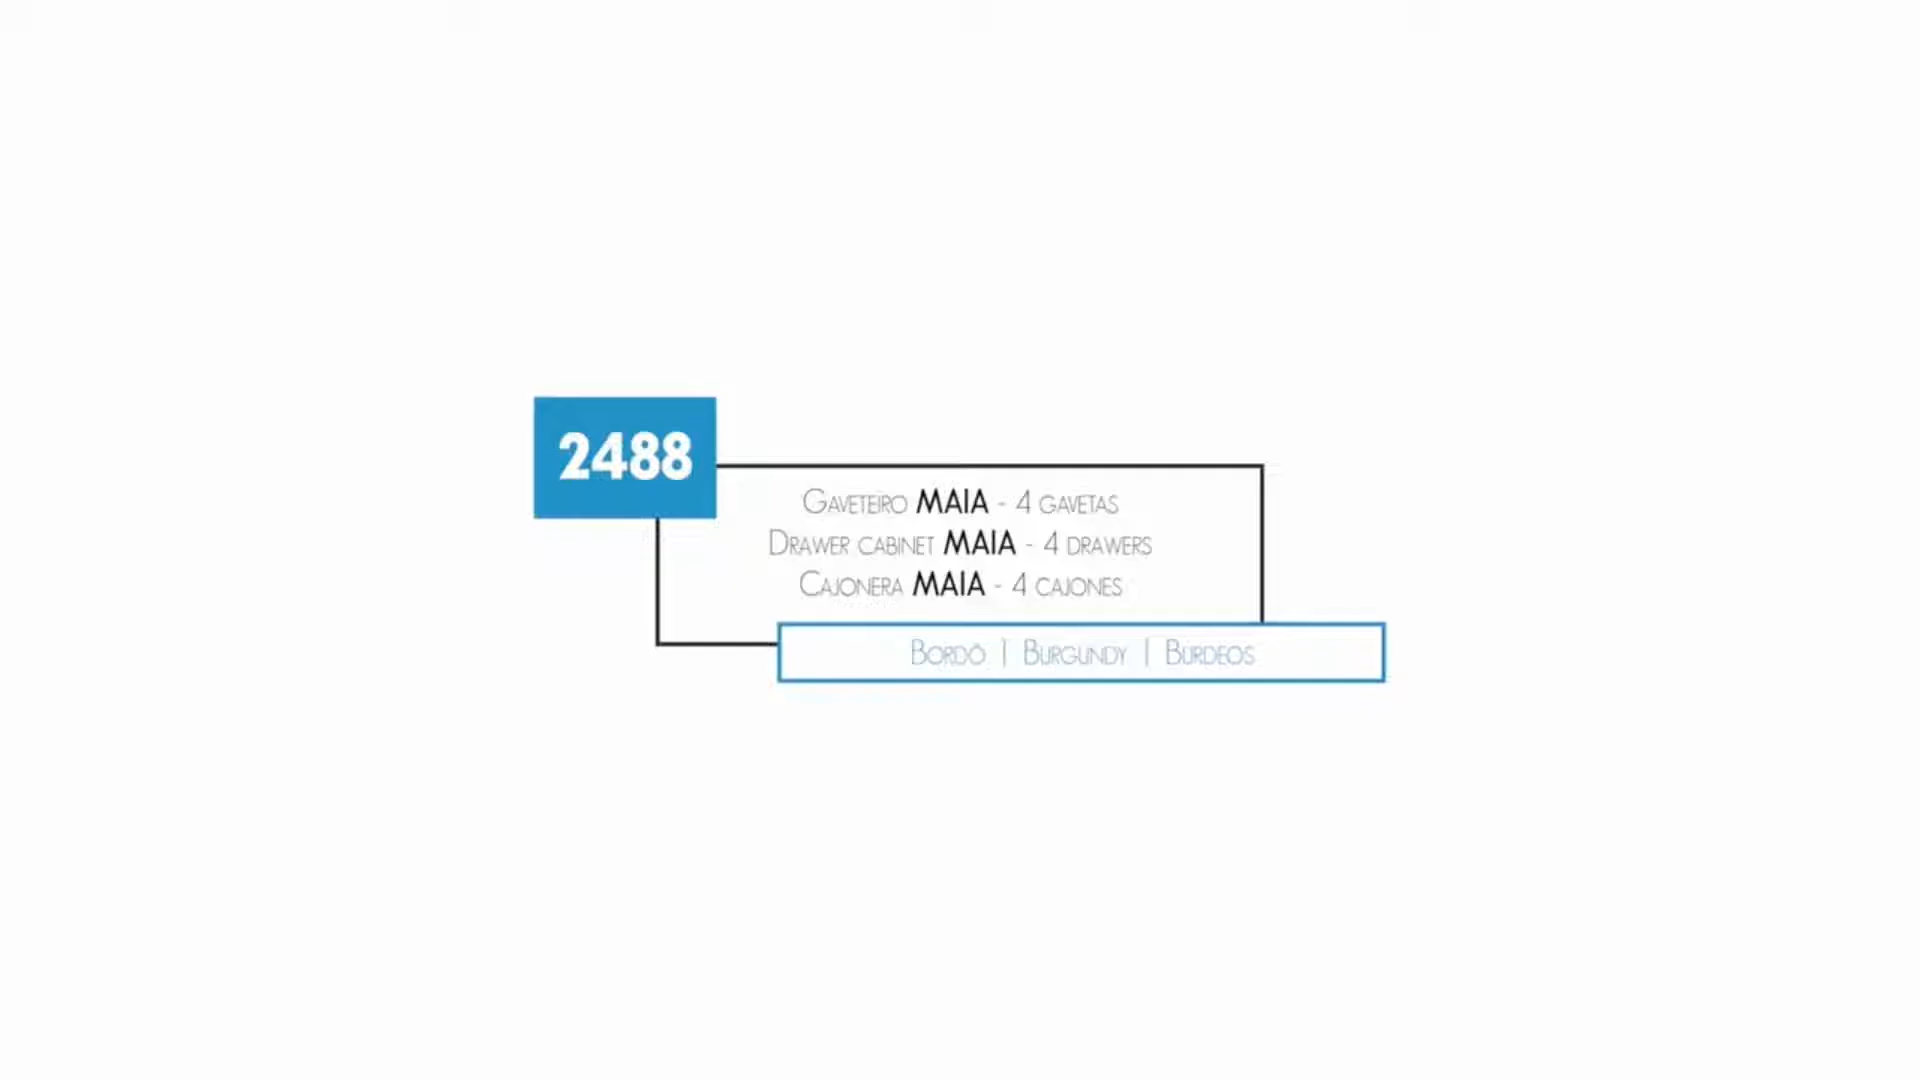 2488
Gaveteiro MAIA - 4 gavetas
Drawer cabinet MAIA - 4 drawers
Cajonera MAIA - 4 cajones
Bordô | Burgundy | Burdeos